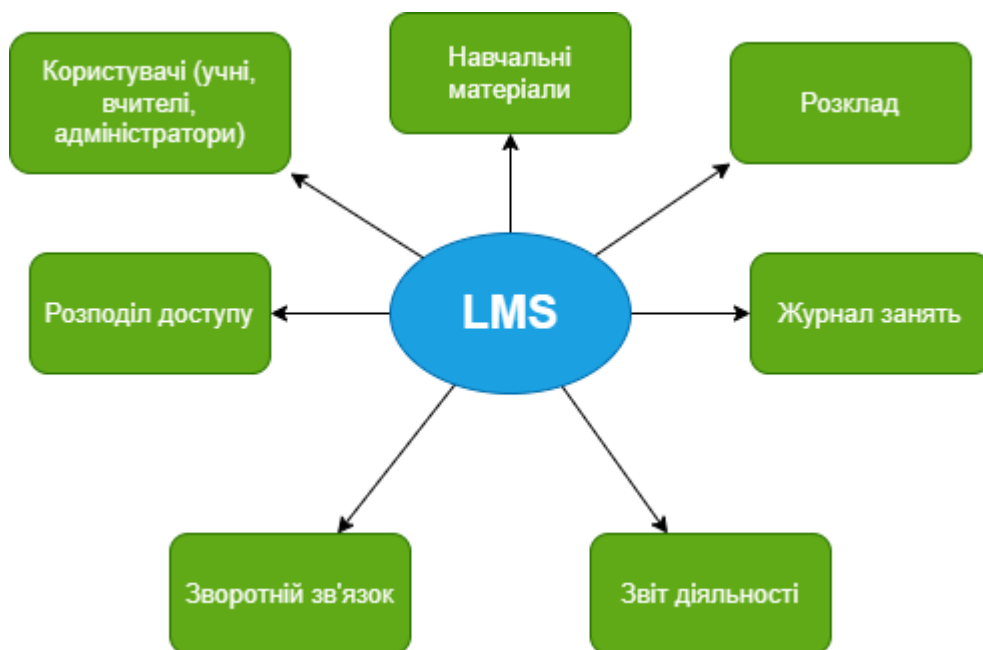 Користувачі (учні,
вчителі,
адміністратори)
Навчальні
матеріали
Розклад
Розподіл доступу
LMS
Журнал занять
Зворотній зв'язок
Звіт діяльності